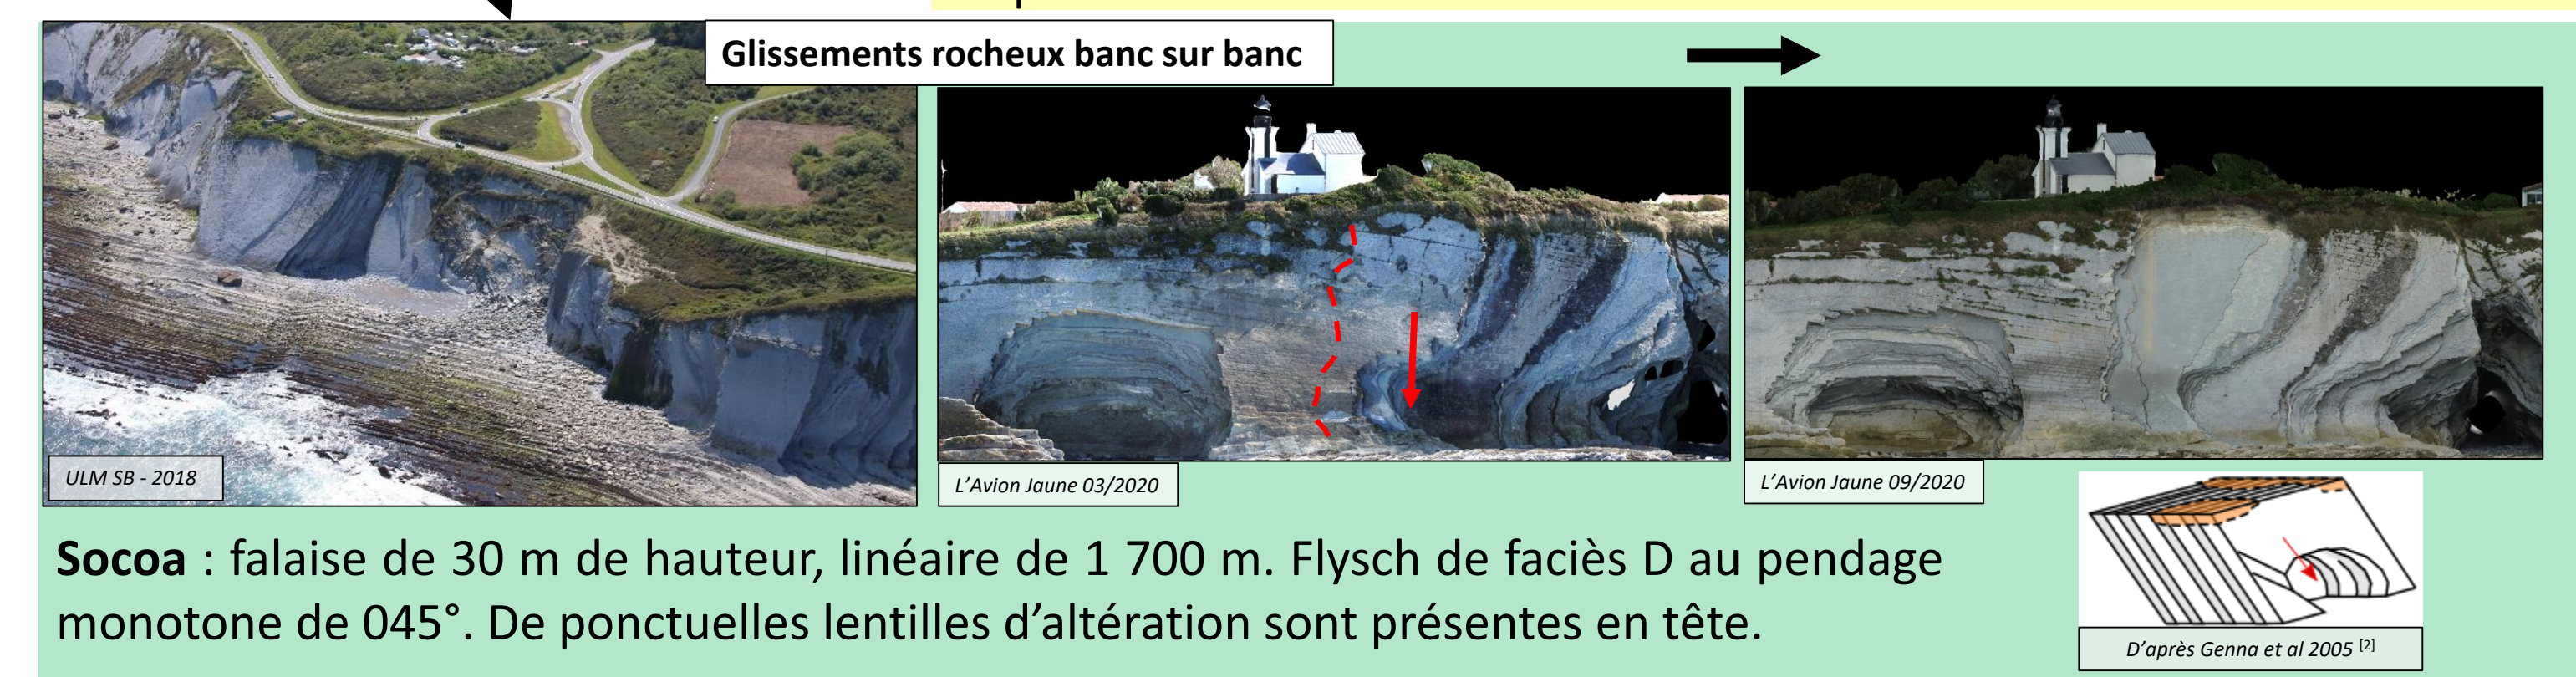 Glissements rocheux banc sur banc
ULM SB - 2018
L’Avion Jaune 03/2020
L’Avion Jaune 09/2020
Socoa : falaise de 30 m de hauteur, linéaire de 1 700 m. Flysch de faciès D au pendage
monotone de 045°. De ponctuelles lentilles d’altération sont présentes en tête.
D’après Genna et al 2005 [2]